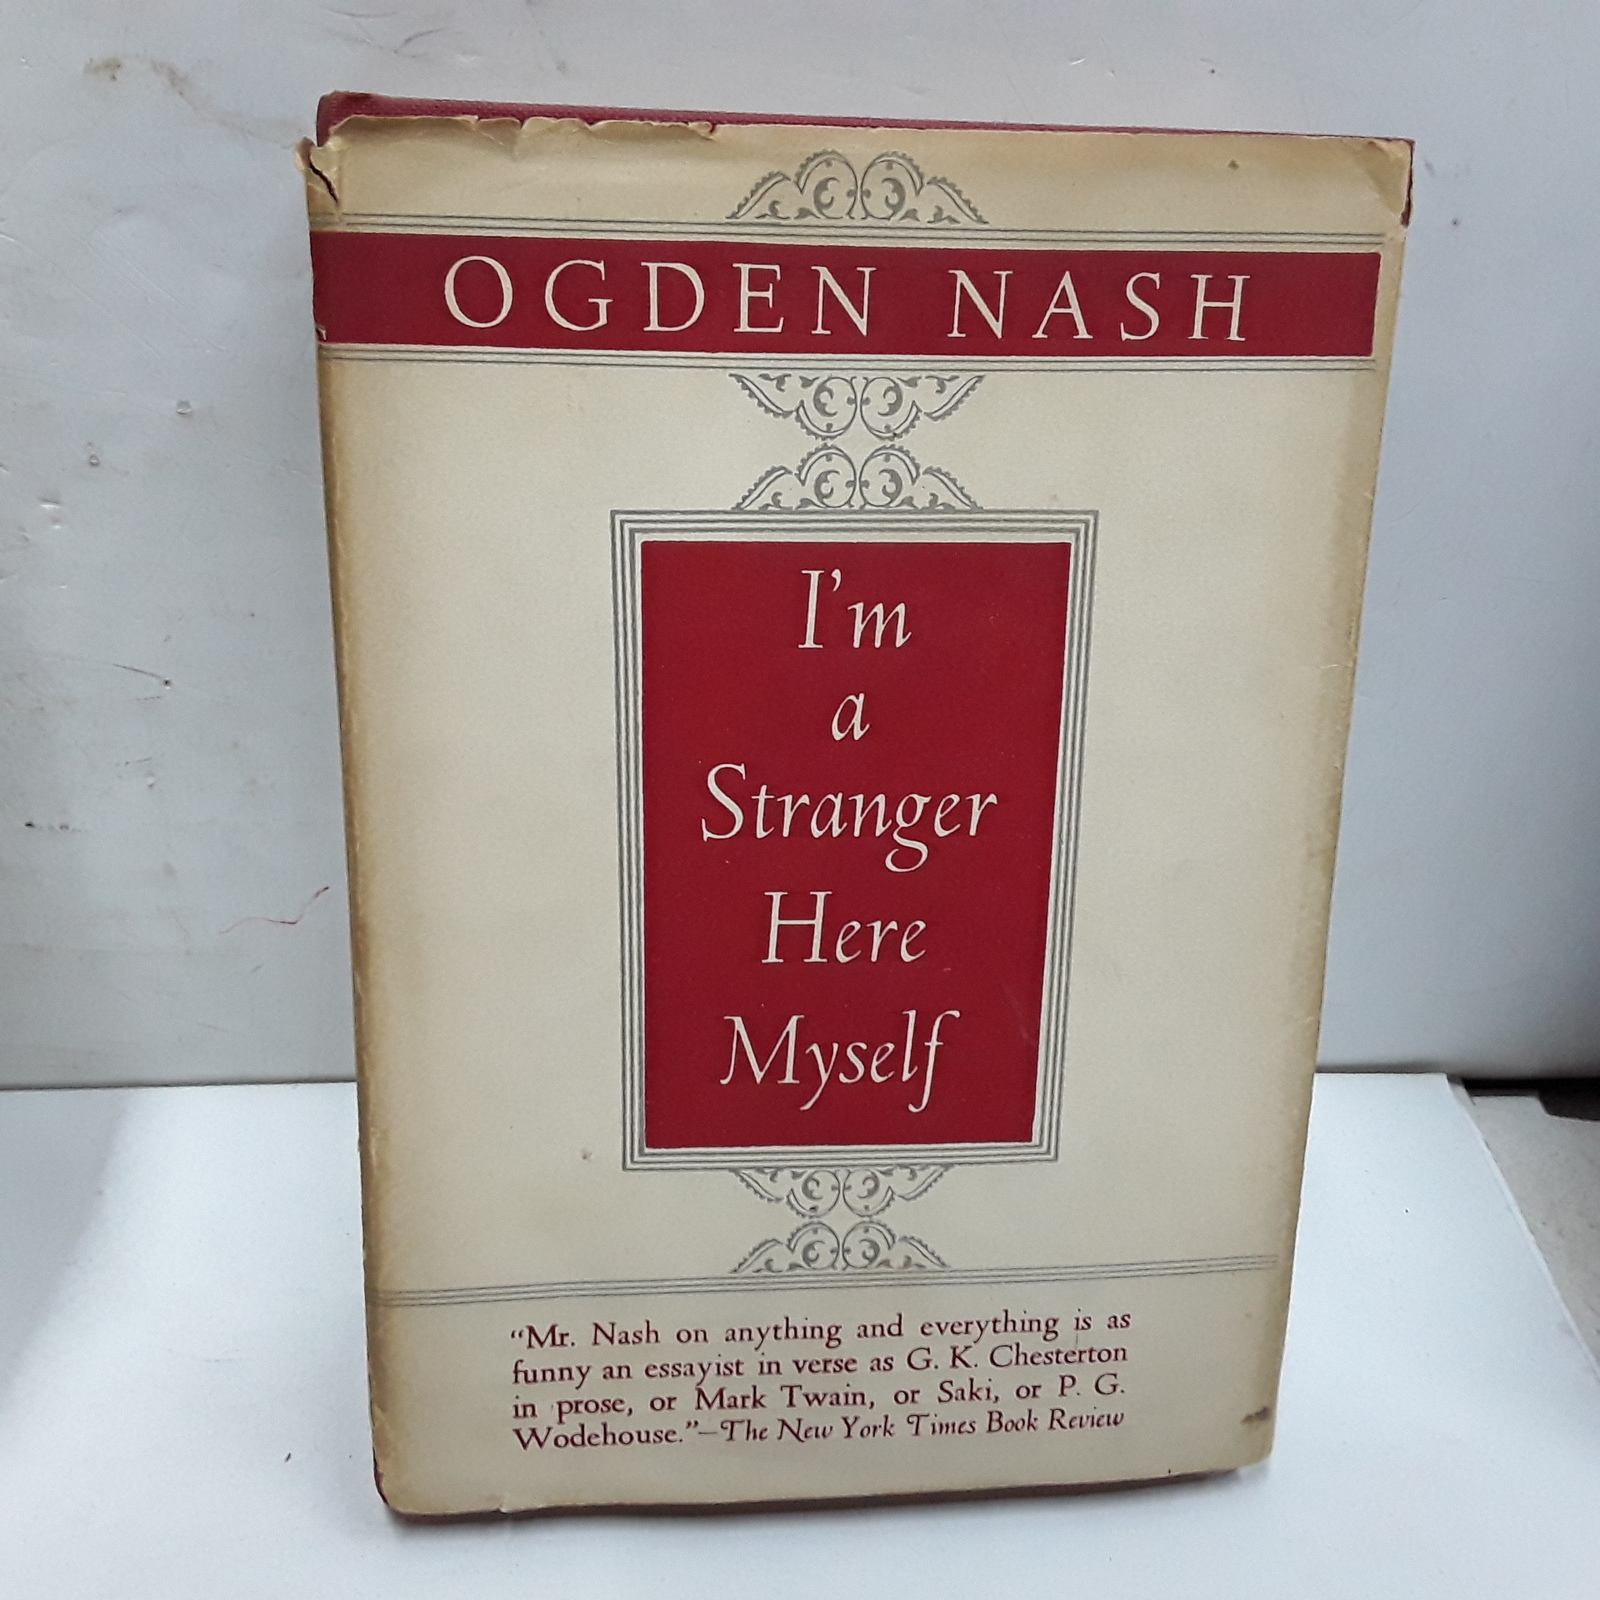 OGDEN NASH
I'm
a
Stranger
Here
Myself
“Mr. Nash on anything and everything is as
funny an essayist in verse as G. K. Chesterton
in prose, or Mark Twain, or Saki, or P. G.
Wodehouse.”—The New York Times Book Review